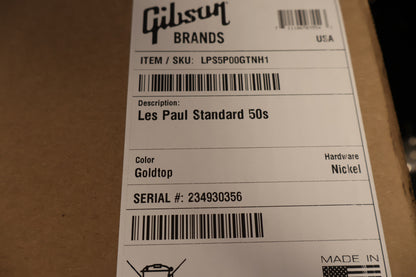 Gibson
BRANDS
USA
ITEM / SKU: LPS5P00GTNH1
Description:
Les Paul Standard 50s
Color
Hardware
Goldtop
Nickel
SERIAL #: 234930356
MADE IN